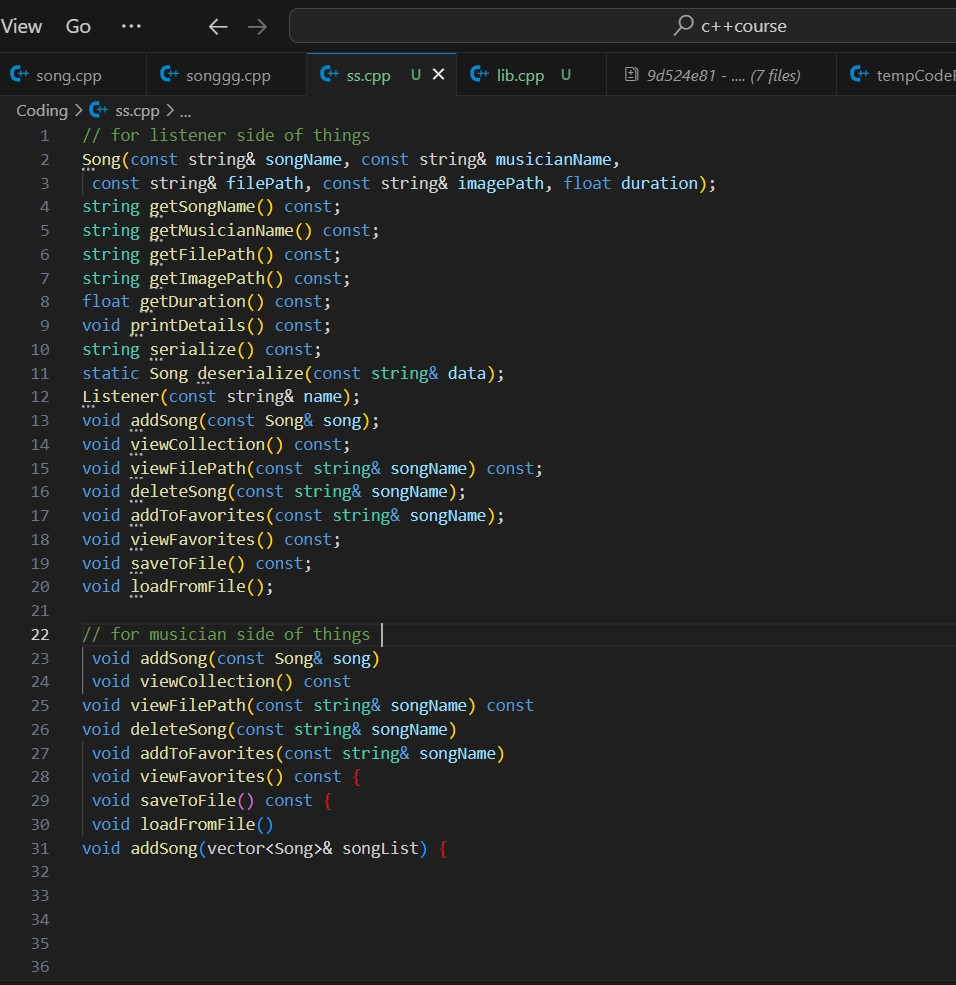 View Go ... ← → c++course
song.cpp songgg.cpp ss.cpp U × lib.cpp U 9d524e81 - .... (7 files) tempCodeR
Coding > ss.cpp > ...
1 // for listener side of things
2 Song(const string& songName, const string& musicianName,
3 const string& filePath, const string& imagePath, float duration);
4 string getSongName() const;
5 string getMusicianName() const;
6 string getFilePath() const;
7 string getImagePath() const;
8 float getDuration() const;
9 void printDetails() const;
10 string serialize() const;
11 static Song deserialize(const string& data);
12 Listener(const string& name);
13 void addSong(const Song& song);
14 void viewCollection() const;
15 void viewFilePath(const string& songName) const;
16 void deleteSong(const string& songName);
17 void addToFavorites(const string& songName);
18 void viewFavorites() const;
19 void saveToFile() const;
20 void loadFromFile();
21
22 // for musician side of things
23 void addSong(const Song& song)
24 void viewCollection() const
25 void viewFilePath(const string& songName) const
26 void deleteSong(const string& songName)
27 void addToFavorites(const string& songName)
28 void viewFavorites() const {
29 void saveToFile() const {
30 void loadFromFile()
31 void addSong(vector<Song>& songList) {
32
33
34
35
36